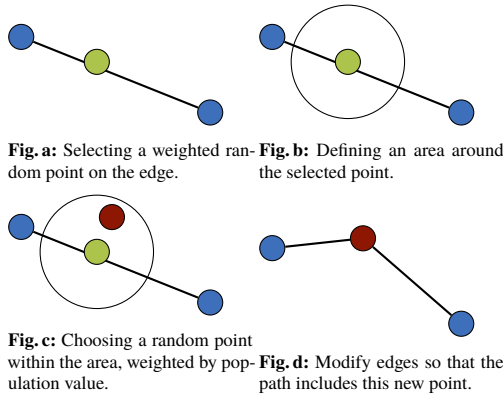 Fig. a: Selecting a weighted ran-
dom point on the edge.
Fig. b: Defining an area around
the selected point.
Fig. c: Choosing a random point
within the area, weighted by pop-
ulation value.
Fig. d: Modify edges so that the
path includes this new point.